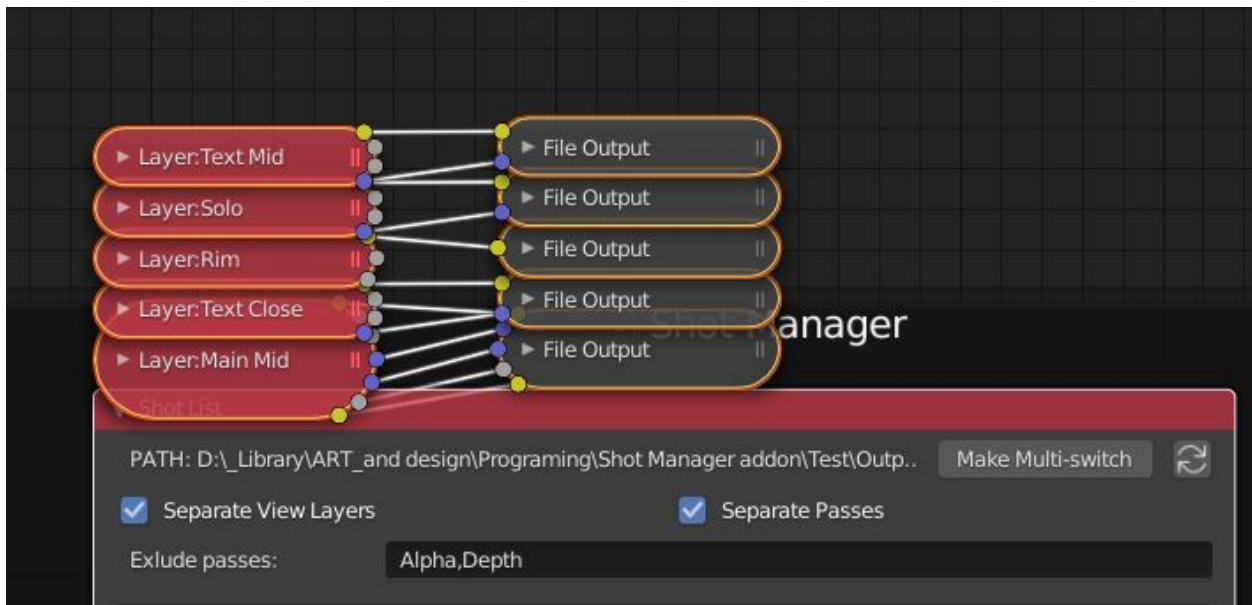 Layer:Text Mid
File Output
Layer:Solo
File Output
Layer:Rim
File Output
Layer:Text Close
File Output
Shot Manager
Layer:Main Mid
File Output
Shot List
PATH: D:\_Library\ART_and design\Programing\Shot Manager addon\Test\Outp..
Make Multi-switch
Separate View Layers
Separate Passes
Exlude passes:
Alpha,Depth